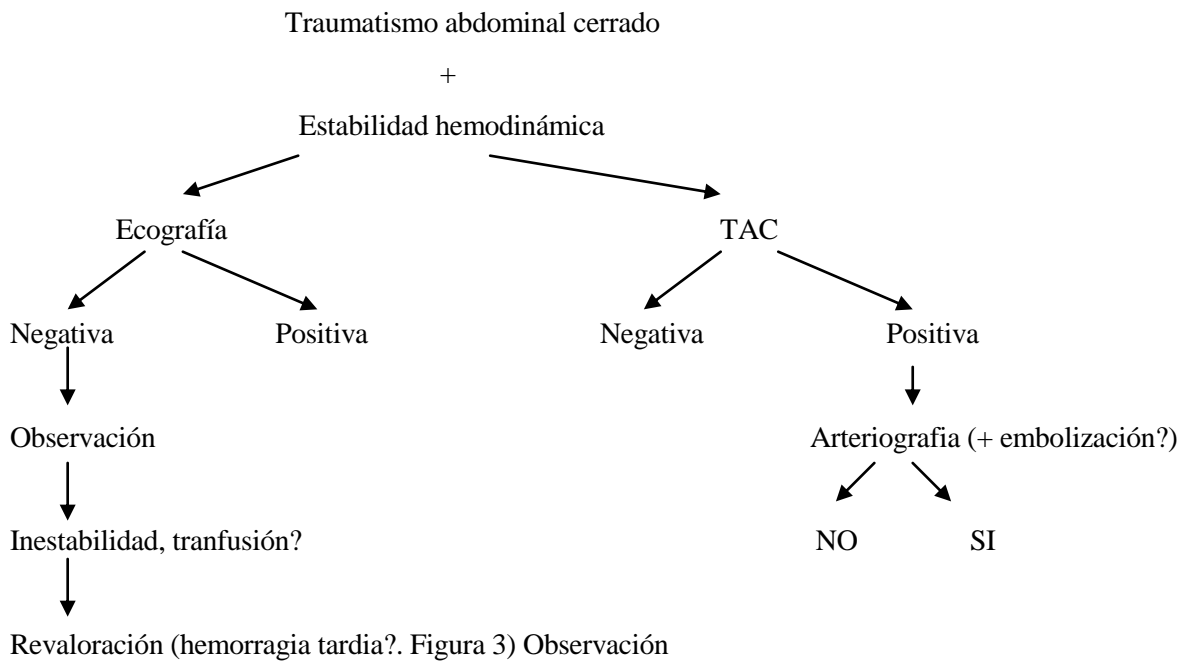 Traumatismo abdominal cerrado
+
Estabilidad hemodinámica
Ecografía TAC
Negativa Positiva Negativa Positiva
Observación Arteriografia (+ embolización?)
Inestabilidad, tranfusión? NO SI
Revaloración (hemorragia tardia?. Figura 3) Observación